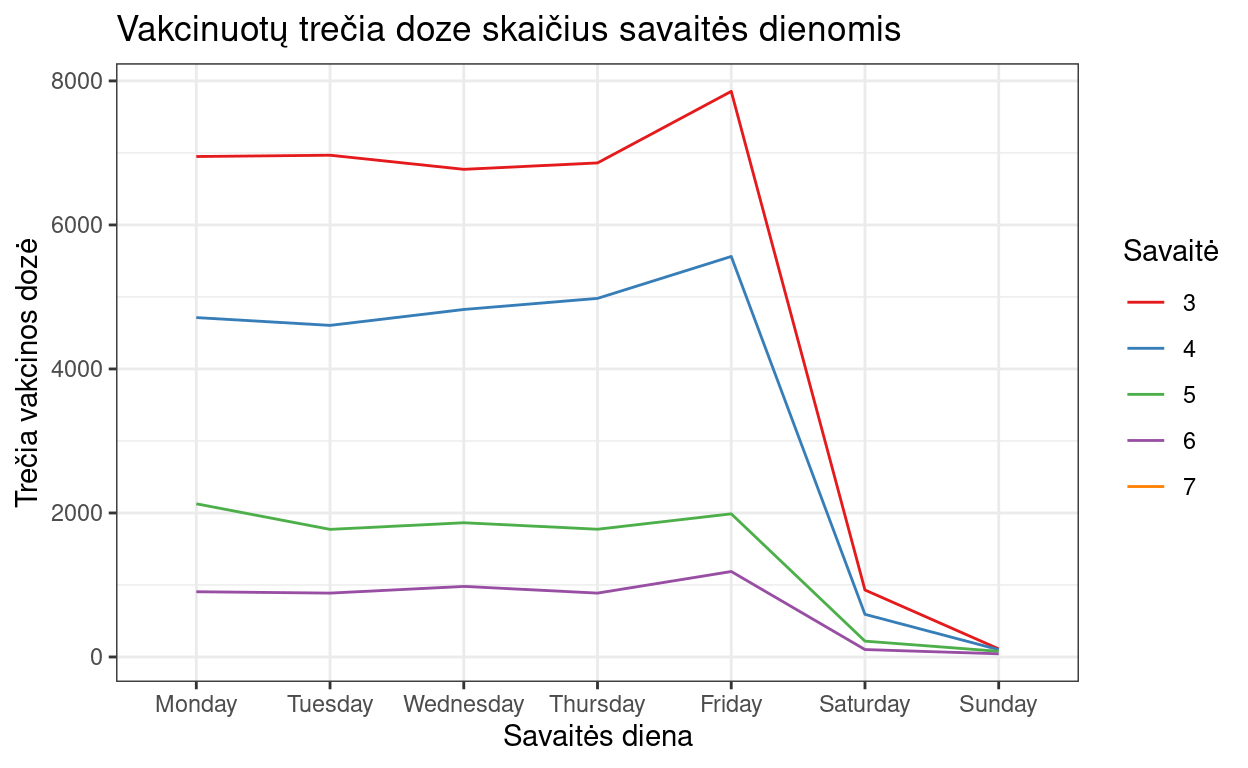 Vakcinuotų trečia doze skaičius savaitės dienomis
8000
6000
4000
2000
0
Trečia vakcinos dozė
Monday Tuesday Wednesday Thursday Friday Saturday Sunday
Savaitės diena
Savaitė
3
4
5
6
7